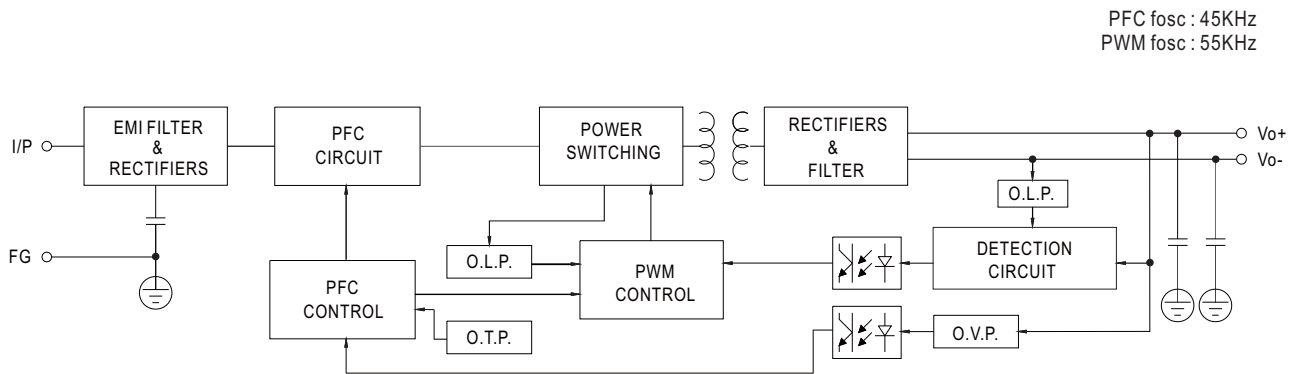 PFC fosc : 45KHz
PWM fosc : 55KHz
I/P
EMI FILTER
&
RECTIFIERS
PFC
CIRCUIT
POWER
SWITCHING
RECTIFIERS
&
FILTER
Vo+
Vo-
O.L.P.
FG
O.L.P.
PWM
CONTROL
DETECTION
CIRCUIT
PFC
CONTROL
O.T.P.
O.V.P.